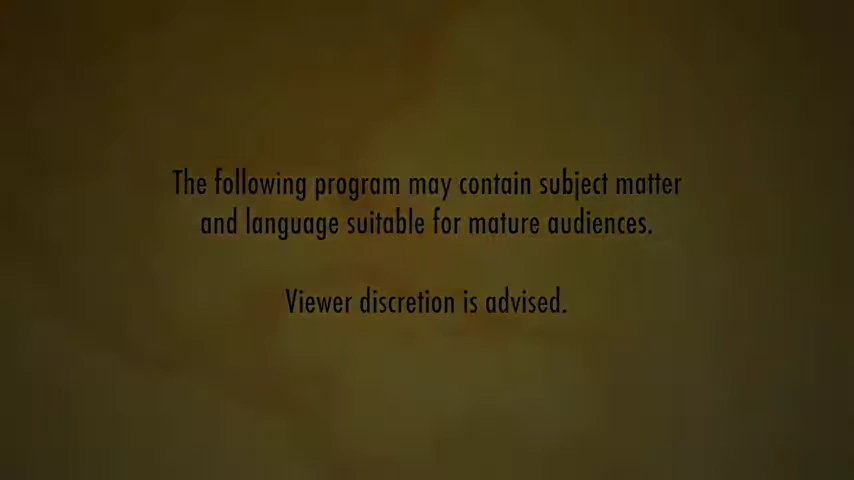 The following program may contain subject matter
and language suitable for mature audiences.
Viewer discretion is advised.